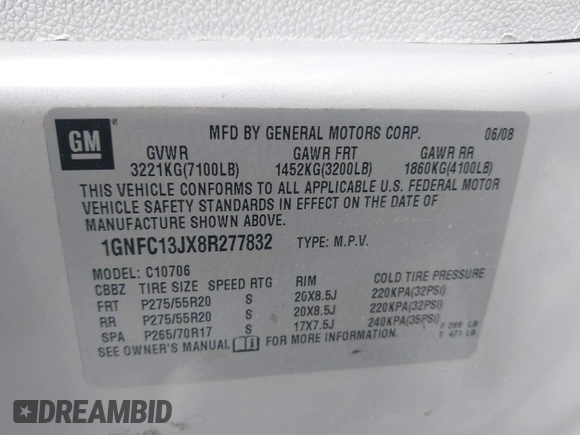 GM ®
MFD BY GENERAL MOTORS CORP. 06/08
GVWR GAWR FRT GAWR RR
3221KG(7100LB) 1452KG(3200LB) 1860KG(4100LB)
THIS VEHICLE CONFORMS TO ALL APPLICABLE U.S. FEDERAL MOTOR
VEHICLE SAFETY STANDARDS IN EFFECT ON THE DATE OF
MANUFACTURE SHOWN ABOVE.
1GNFC13JX8R277832 TYPE: M.P.V.
MODEL: C10706
CBBZ TIRE SIZE SPEED RTG RIM COLD TIRE PRESSURE
FRT P275/55R20 S 20X8.5J 220KPA(32PSI)
RR P275/55R20 S 20X8.5J 220KPA(32PSI)
SPA P265/70R17 S 17X7.5J 240KPA(35PSI)
SEE OWNER'S MANUAL FOR MORE INFORMATION. LB
T: 471 LB
DREAMBID